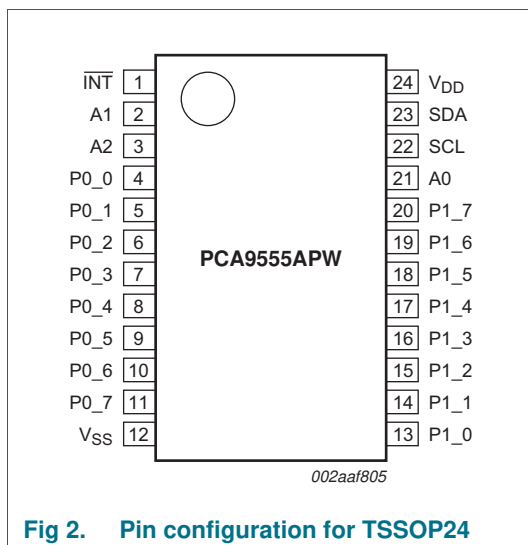 INT 1 24 VDD
A1 2 23 SDA
A2 3 22 SCL
P0_0 4 21 A0
P0_1 5 20 P1_7
P0_2 6 19 P1_6
P0_3 7 PCA9555APW 18 P1_5
P0_4 8 17 P1_4
P0_5 9 16 P1_3
P0_6 10 15 P1_2
P0_7 11 14 P1_1
VSS 12 13 P1_0
002aaf805
Fig 2. Pin configuration for TSSOP24